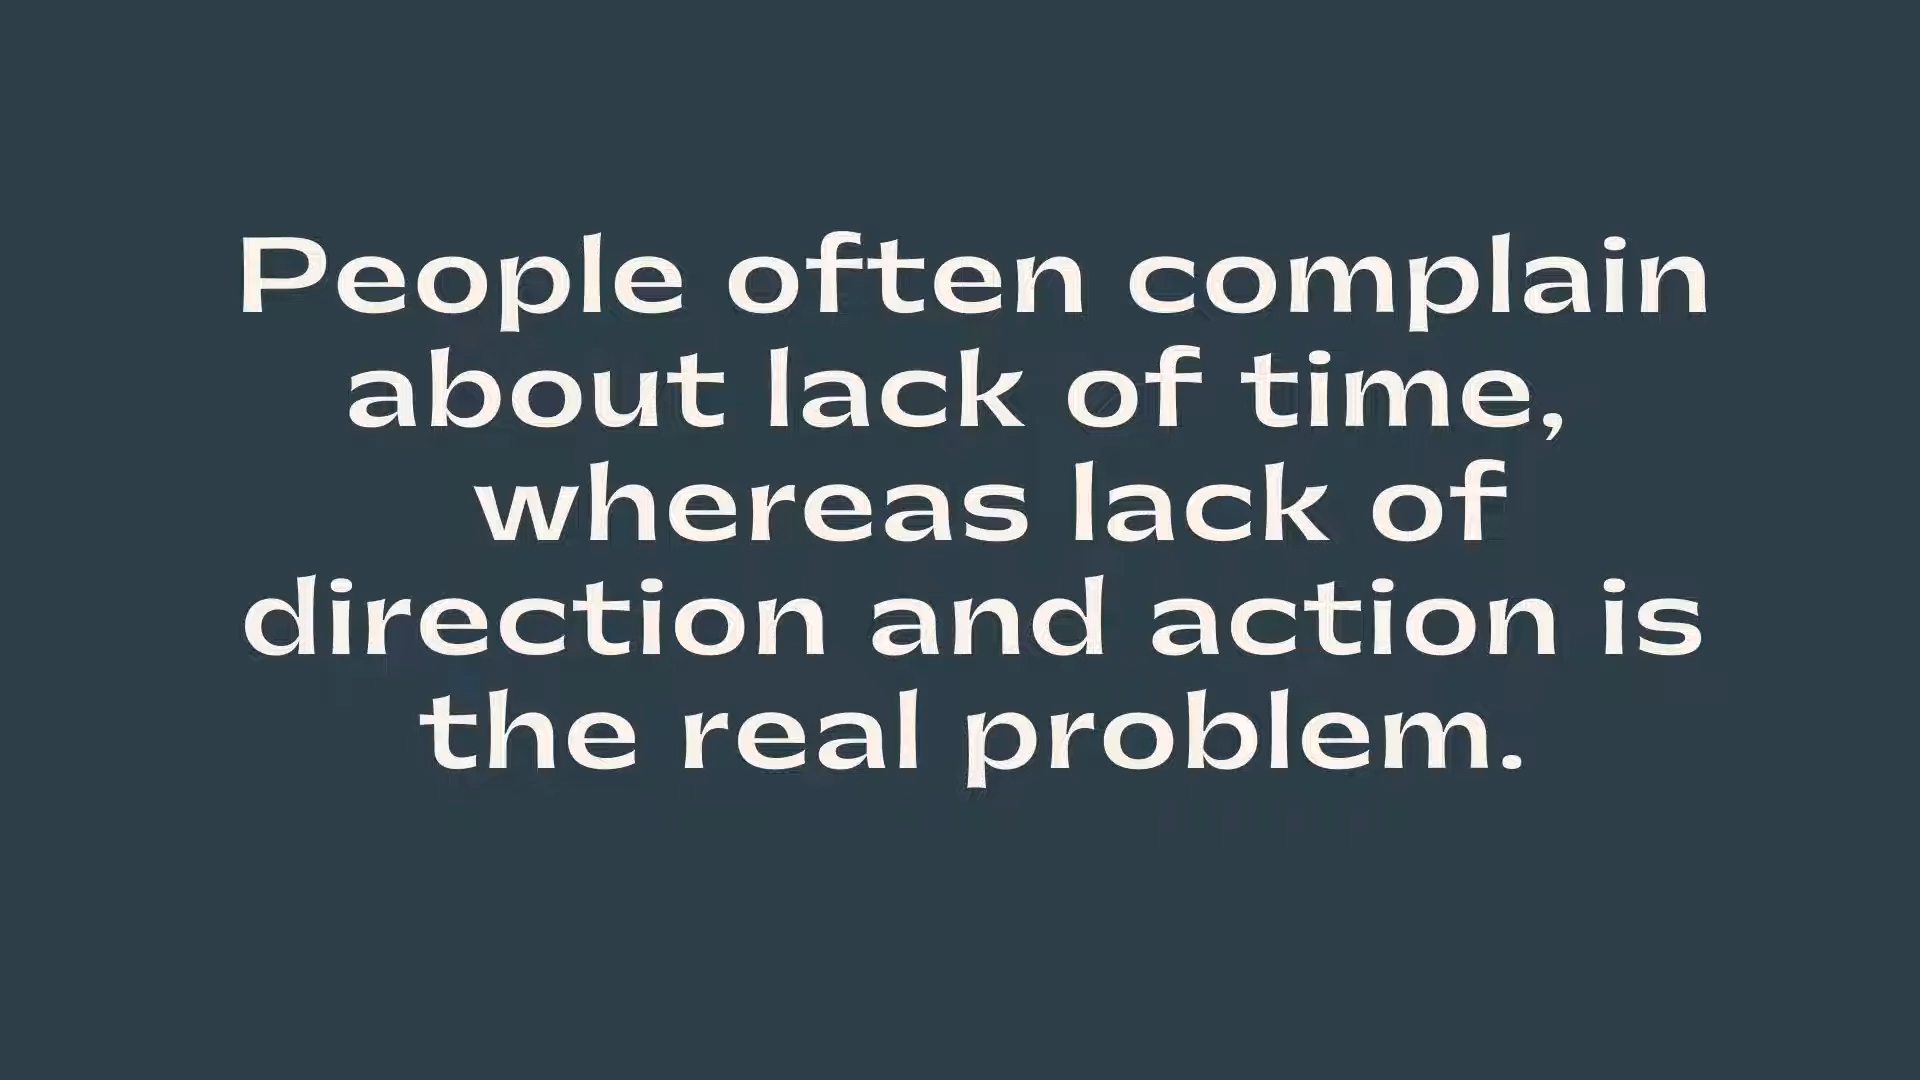 People often complain
about lack of time,
whereas lack of
direction and action is
the real problem.